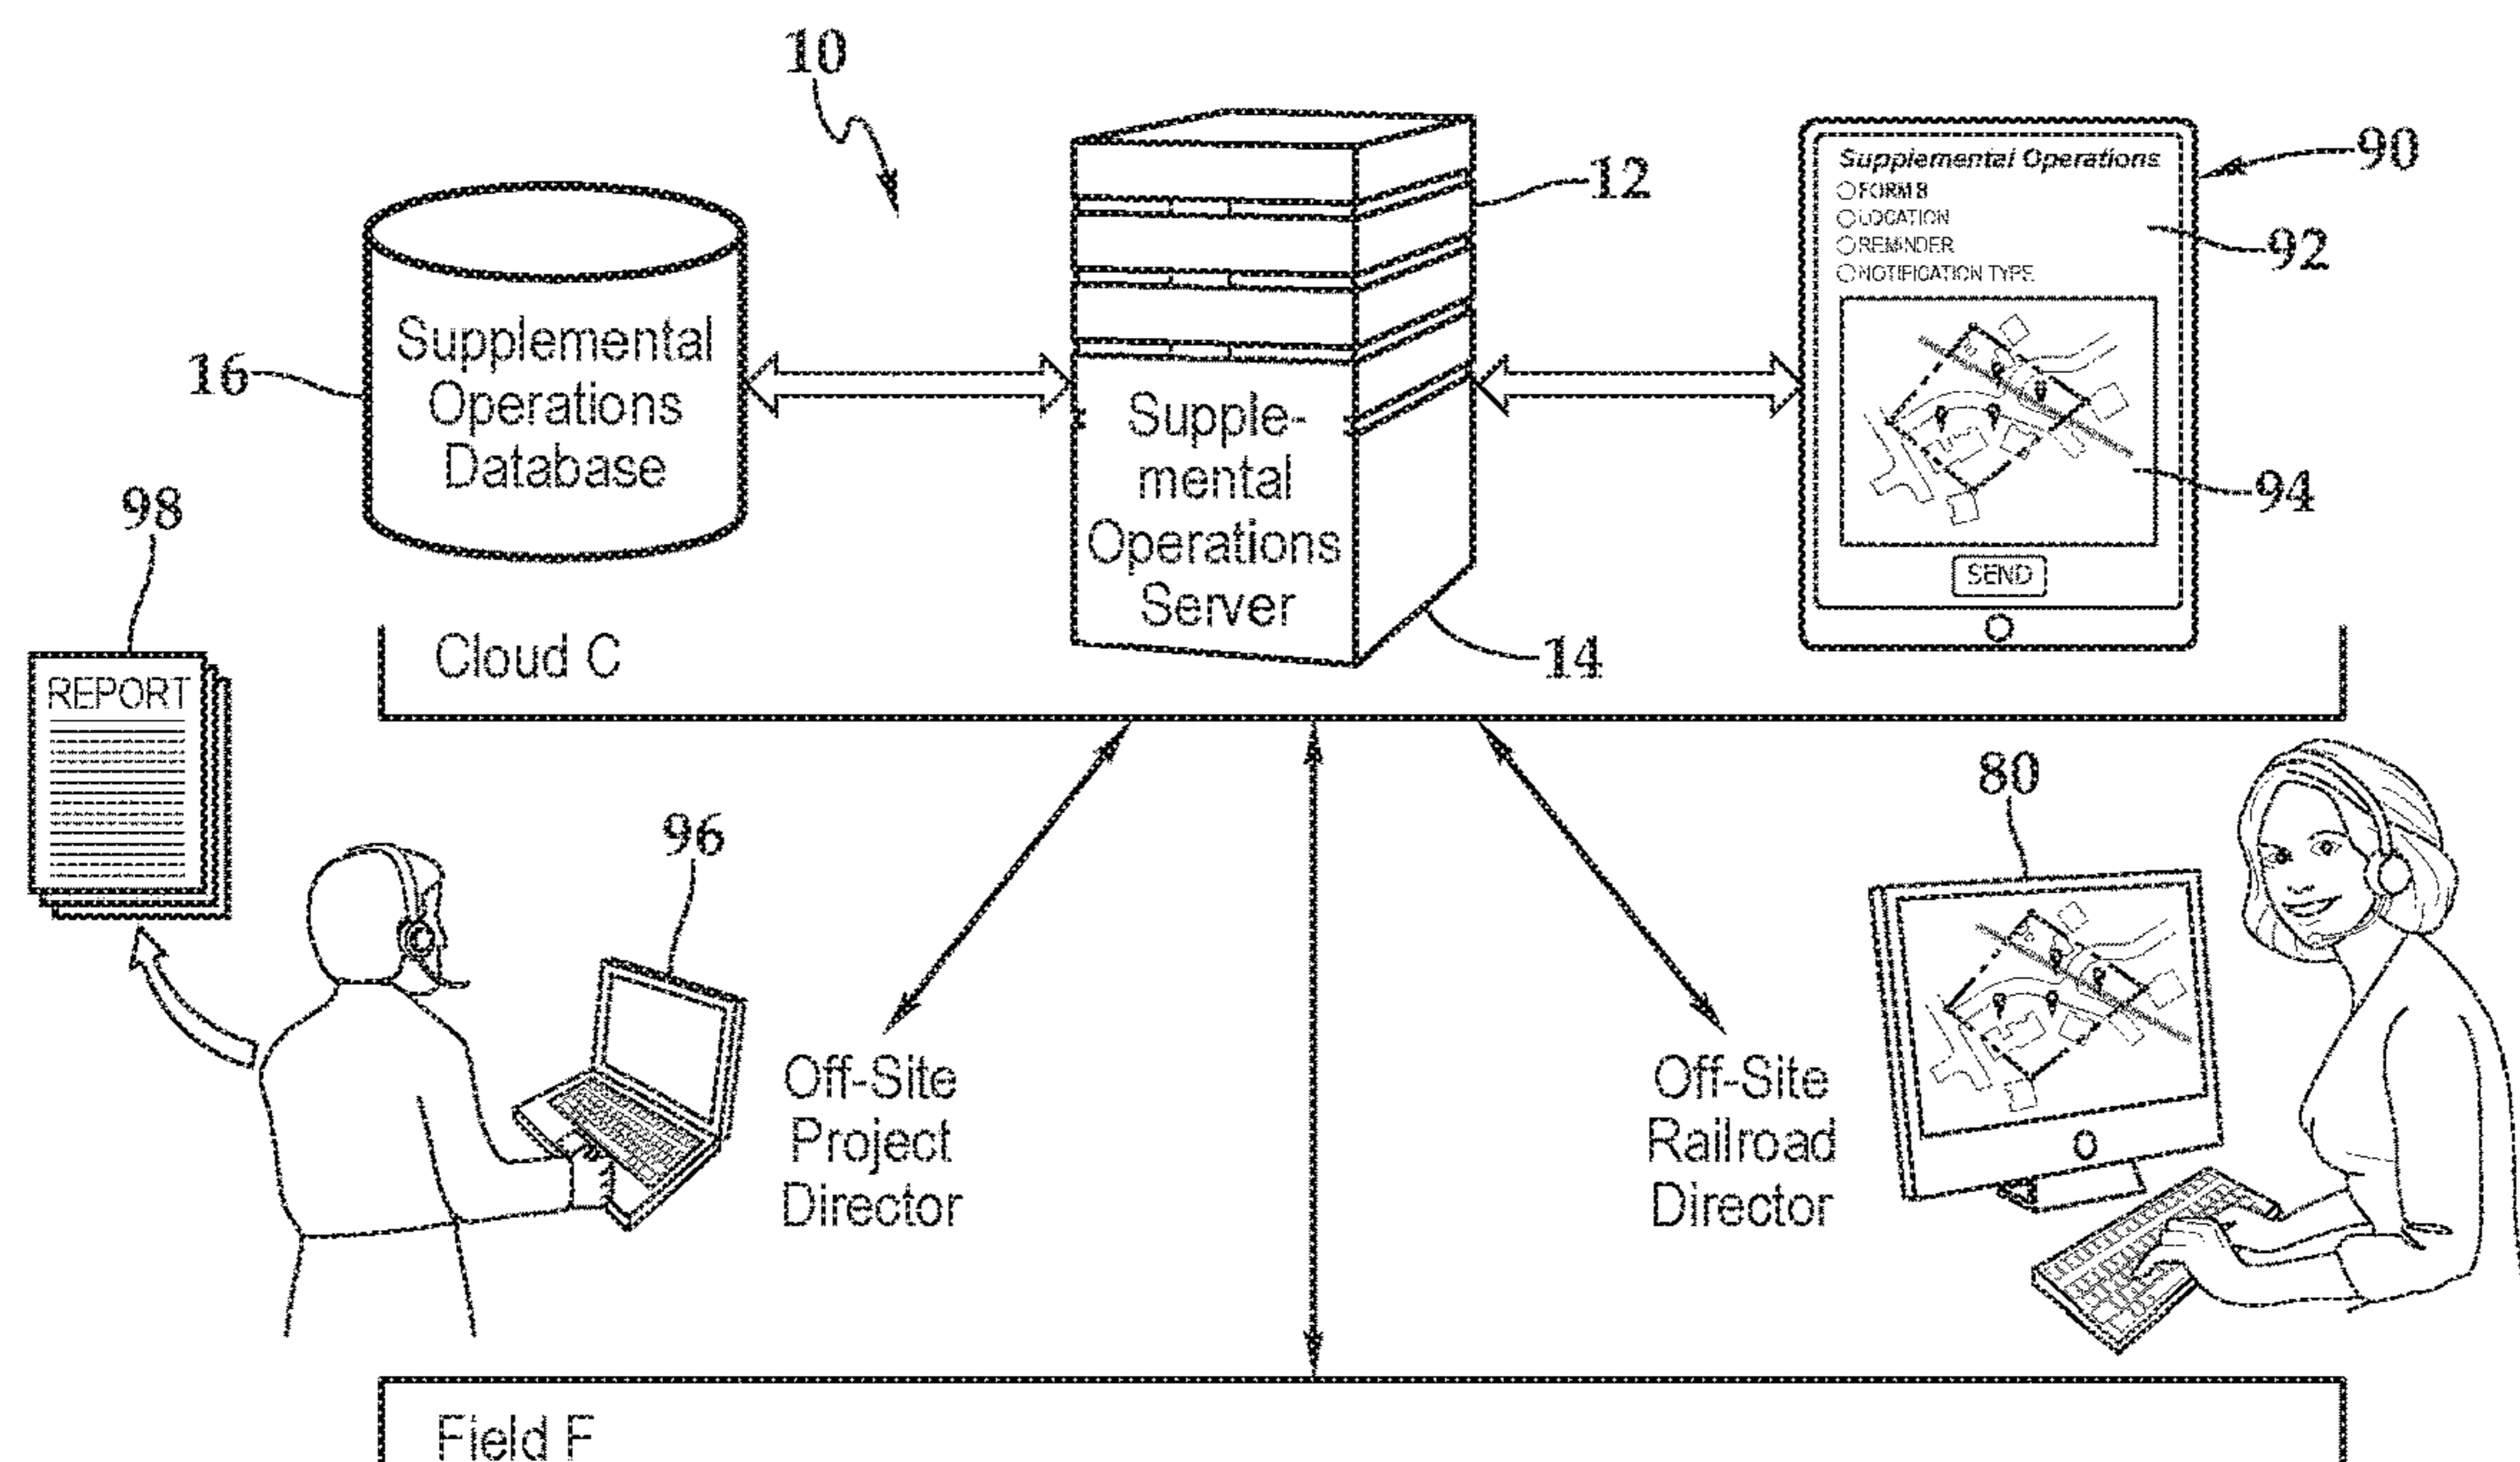 10
12
Supplemental Operations
FORM B
LOCATION
REMINDER
NOTIFICATION TYPE
SEND
90
92
94
16
Supplemental
Operations
Database
Supple-
mental
Operations
Server
14
98
REPORT
Cloud C
96
80
Off-Site
Project
Director
Off-Site
Railroad
Director
Field F